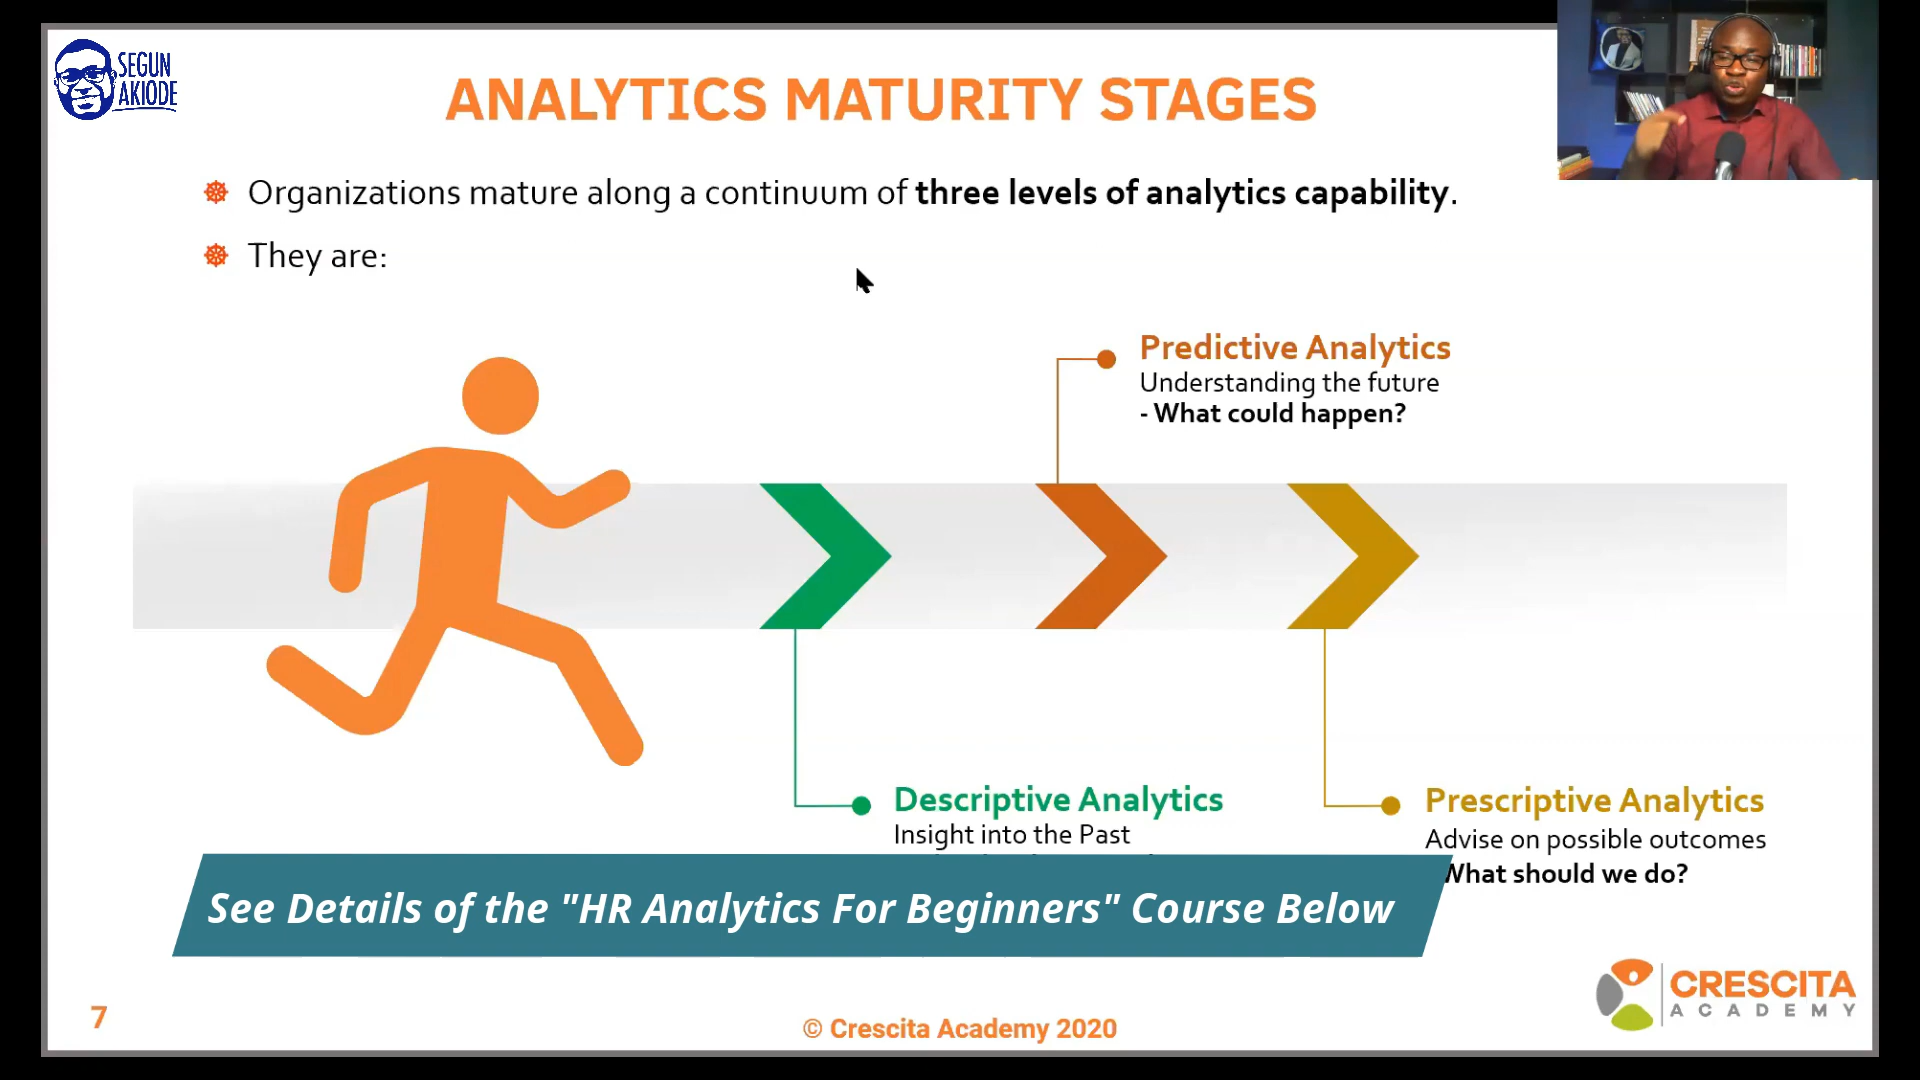 SEGUN
AKIODE
ANALYTICS MATURITY STAGES
Organizations mature along a continuum of three levels of analytics capability.
They are:
Predictive Analytics
Understanding the future
- What could happen?
Descriptive Analytics
Insight into the Past
Prescriptive Analytics
Advise on possible outcomes
What should we do?
See Details of the "HR Analytics For Beginners" Course Below
CRESCITA
ACADEMY
7
© Crescita Academy 2020